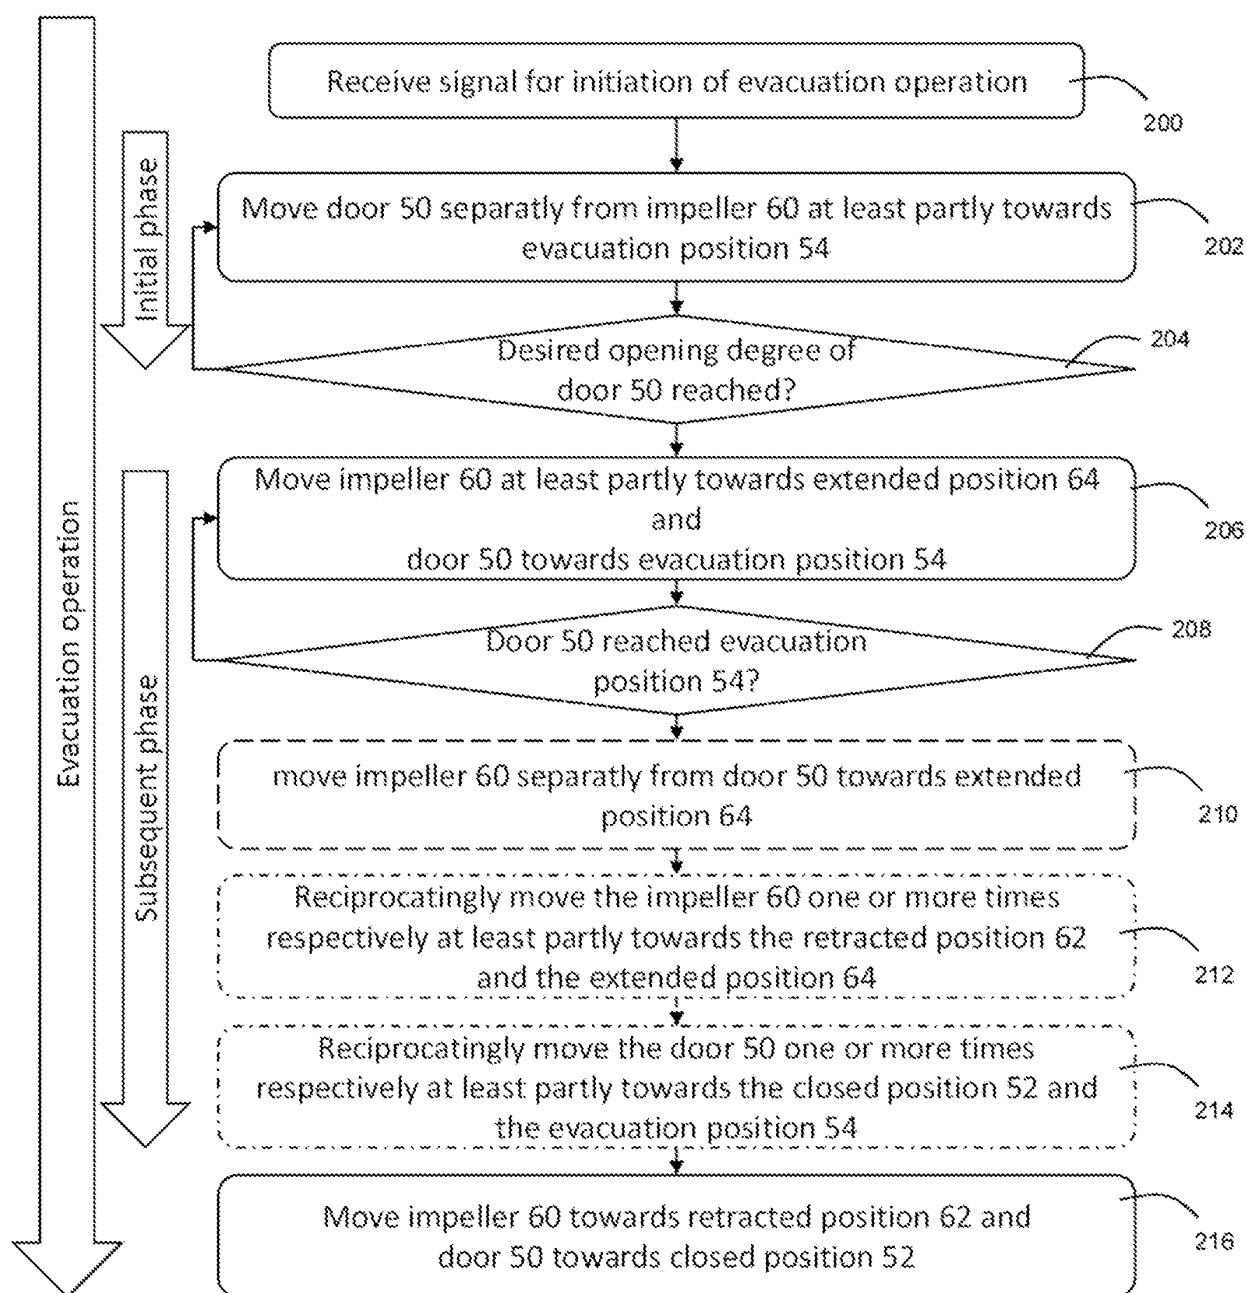 Receive signal for initiation of evacuation operation
200
Initial phase
Move door 50 separatly from impeller 60 at least partly towards
evacuation position 54
202
Desired opening degree of
door 50 reached?
204
Evacuation operation
Subsequent phase
Move impeller 60 at least partly towards extended position 64
and
door 50 towards evacuation position 54
206
Door 50 reached evacuation
position 54?
208
move impeller 60 separatly from door 50 towards extended
position 64
210
Reciprocatingly move the impeller 60 one or more times
respectively at least partly towards the retracted position 62
and the extended position 64
212
Reciprocatingly move the door 50 one or more times
respectively at least partly towards the closed position 52 and
the evacuation position 54
214
Move impeller 60 towards retracted position 62 and
door 50 towards closed position 52
216